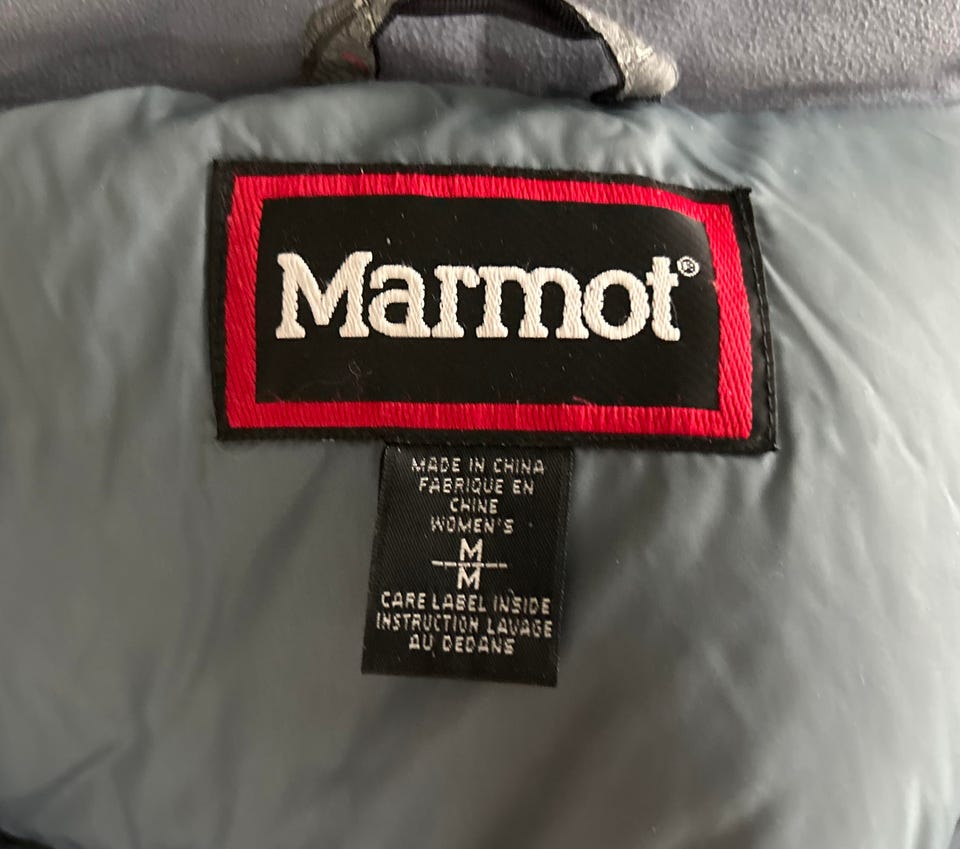 Marmot®
MADE IN CHINA
FABRIQUE EN
CHINE
WOMEN'S
M
M
CARE LABEL INSIDE
INSTRUCTION LAVAGE
AU DEDANS